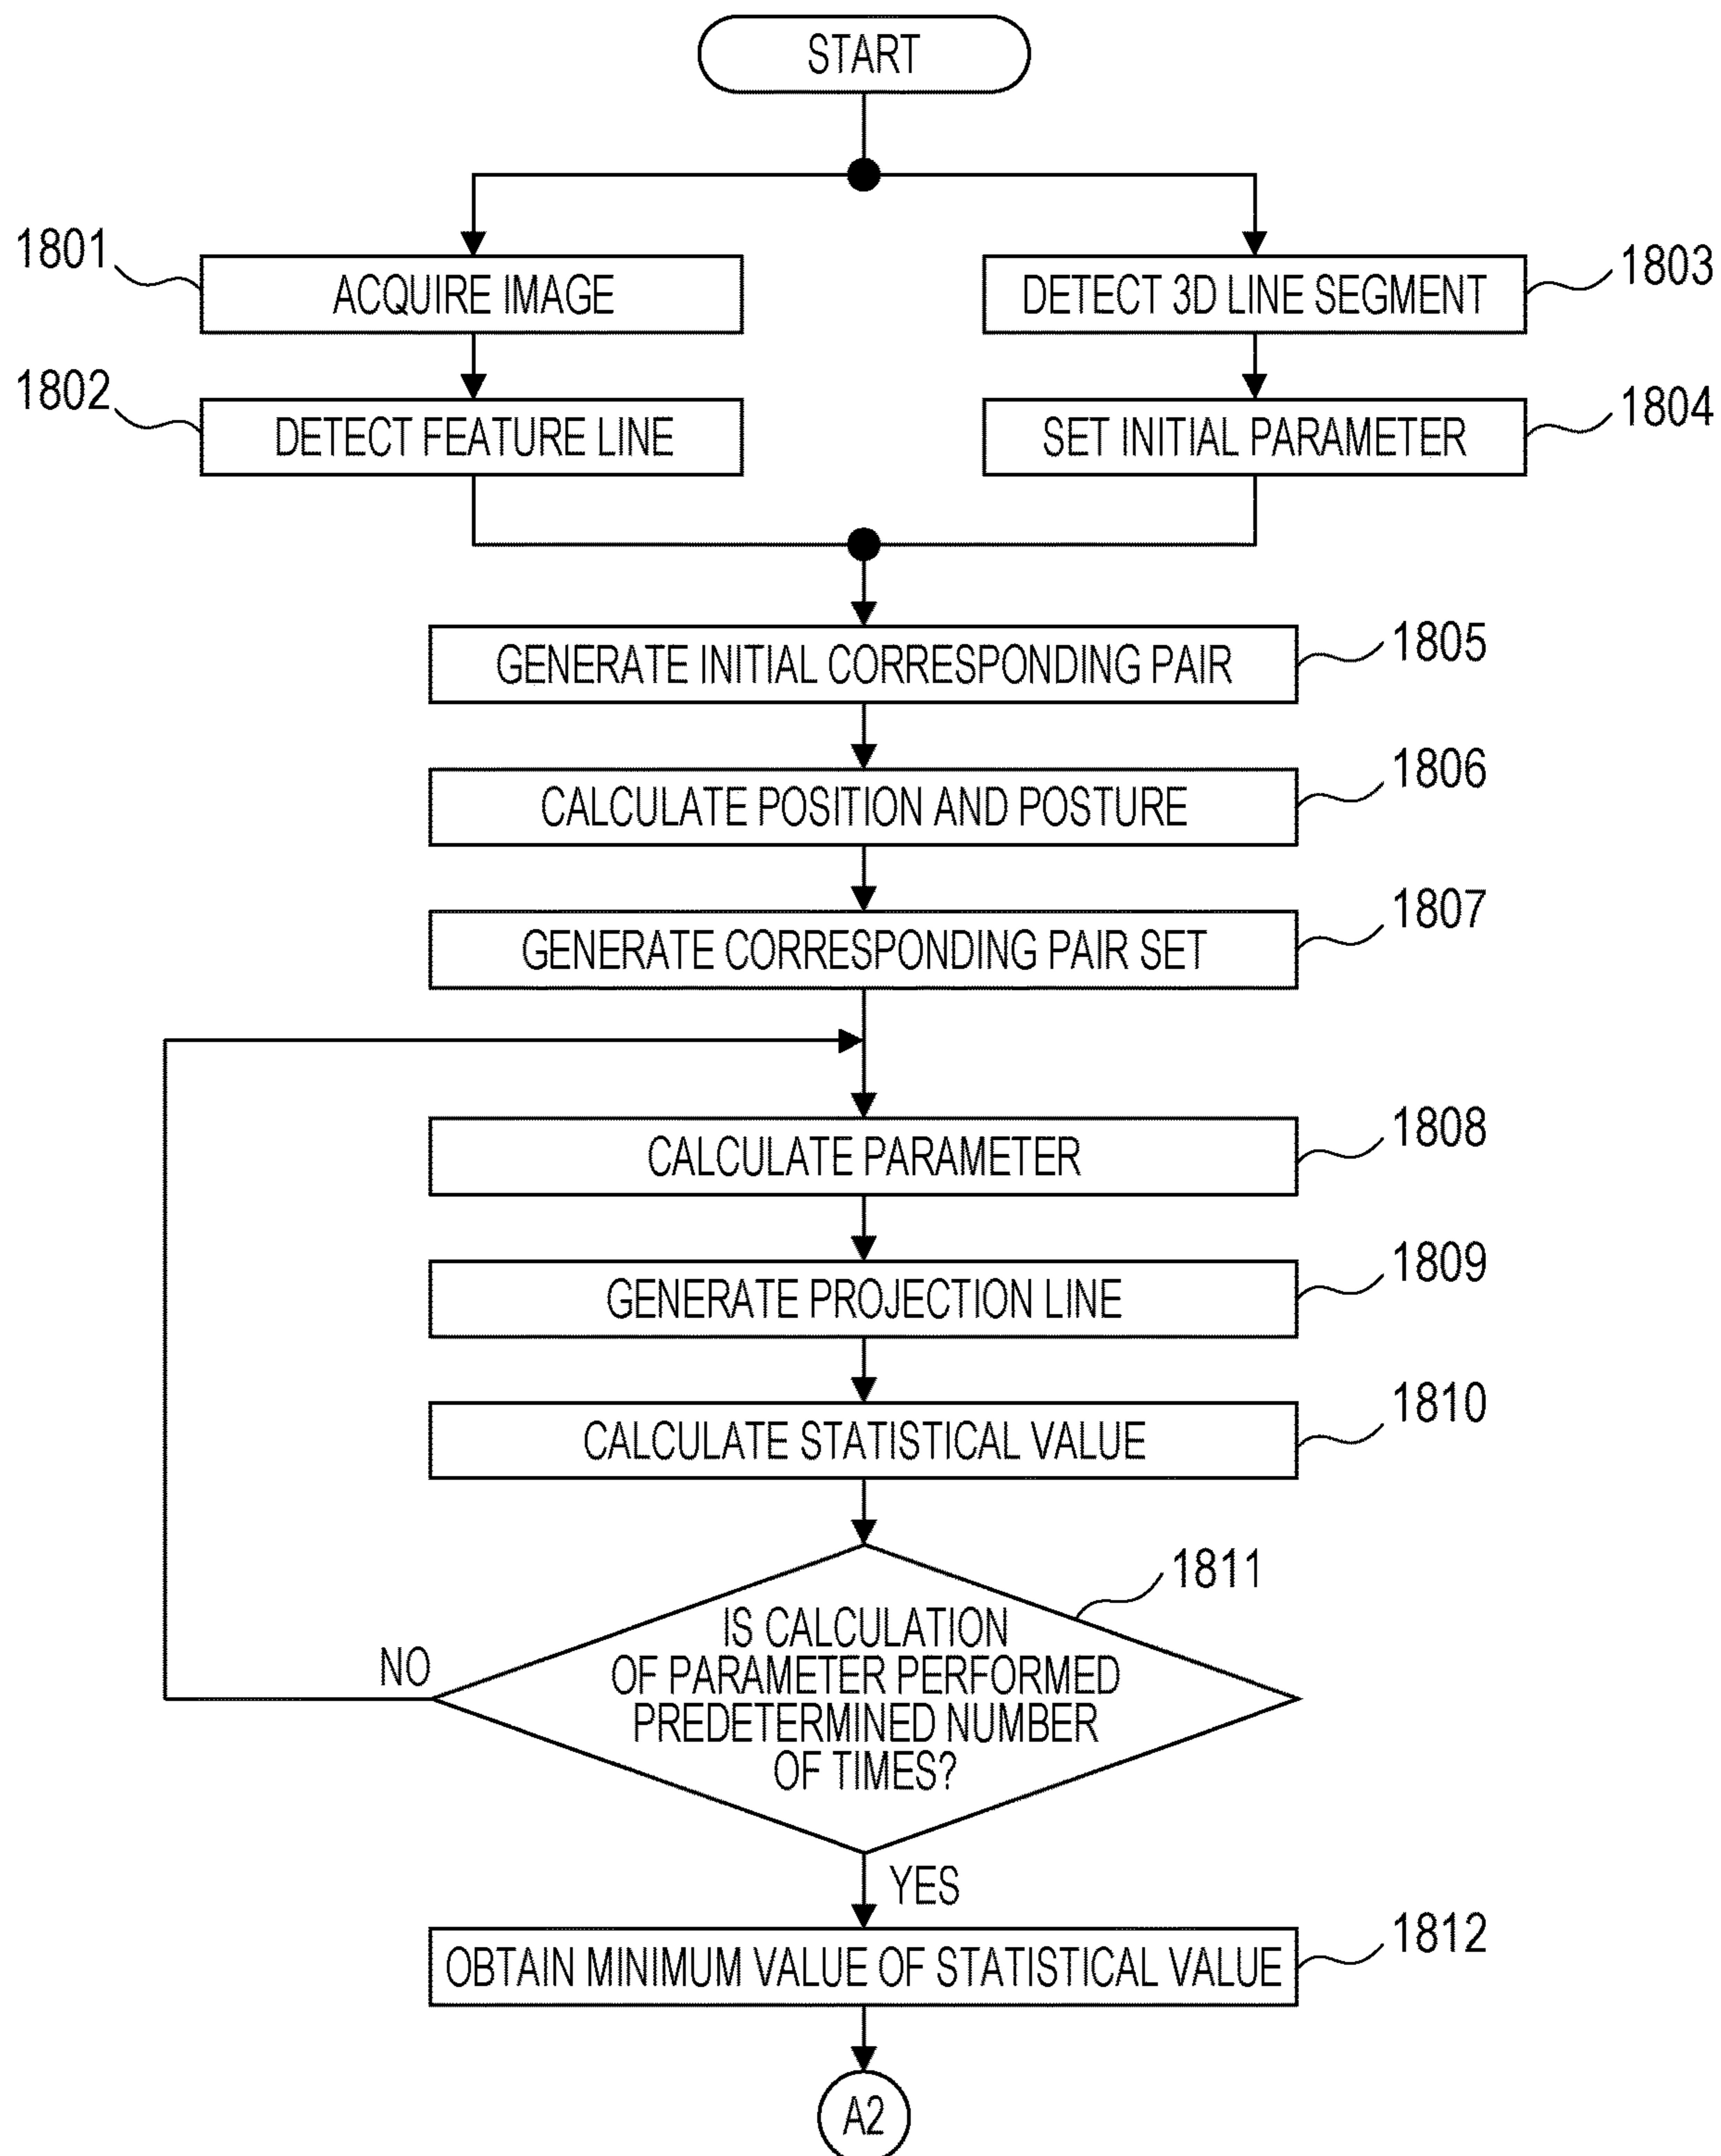 START
1801
ACQUIRE IMAGE
DETECT 3D LINE SEGMENT
1803
1802
DETECT FEATURE LINE
SET INITIAL PARAMETER
1804
GENERATE INITIAL CORRESPONDING PAIR
1805
CALCULATE POSITION AND POSTURE
1806
GENERATE CORRESPONDING PAIR SET
1807
CALCULATE PARAMETER
1808
GENERATE PROJECTION LINE
1809
CALCULATE STATISTICAL VALUE
1810
1811
IS CALCULATION
OF PARAMETER PERFORMED
PREDETERMINED NUMBER
OF TIMES?
NO
YES
OBTAIN MINIMUM VALUE OF STATISTICAL VALUE
1812
A2